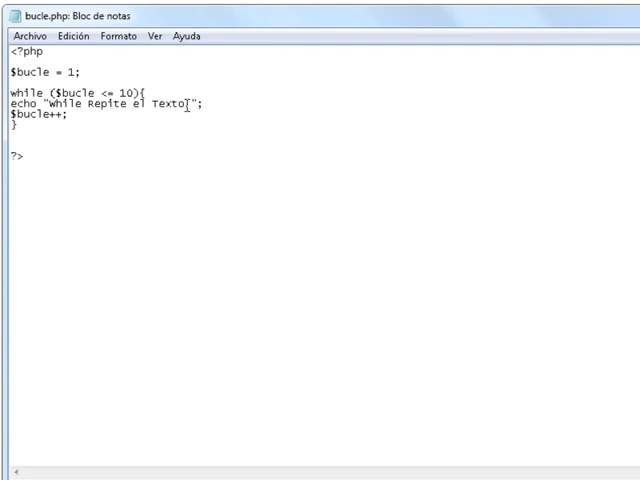 bucle.php: Bloc de notas
Archivo Edición Formato Ver Ayuda
<?php
$bucle = 1;
while ($bucle <= 10){
echo "While Repite el Texto ";
$bucle++;
}
?>